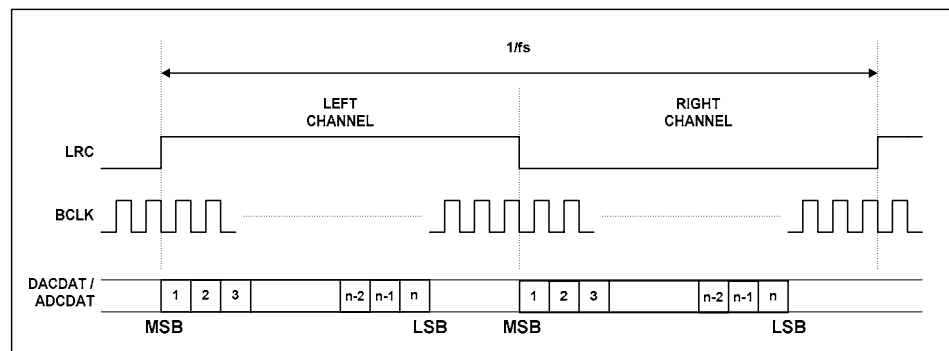 1/fs
LEFT
CHANNEL
RIGHT
CHANNEL
LRC
BCLK
DACDAT /
ADCDAT
1 2 3 n-2 n-1 n 1 2 3 n-2 n-1 n
MSB LSB MSB LSB